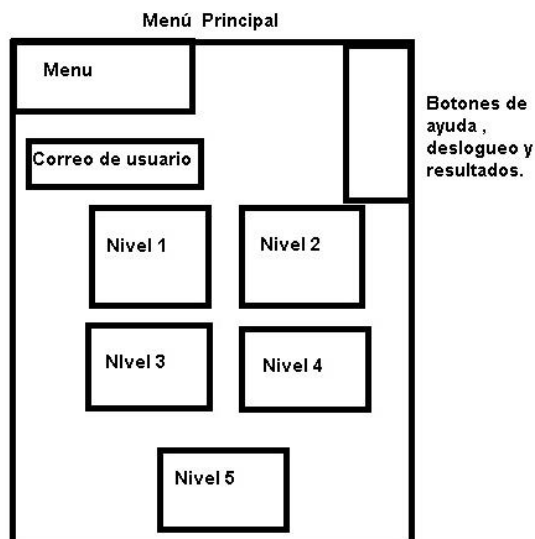 Menú Principal
Menu
Botones de
ayuda ,
deslogueo y
resultados.
Correo de usuario
Nivel 1
Nivel 2
NIvel 3
Nivel 4
Nivel 5